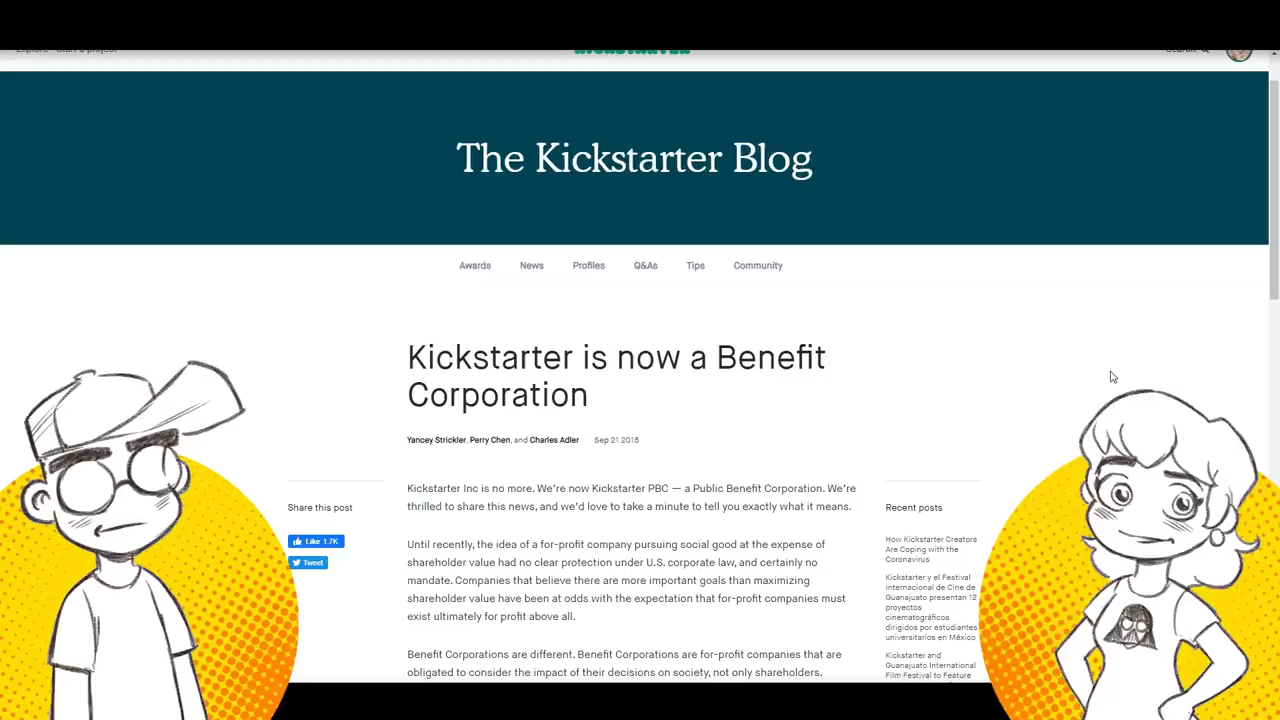 The Kickstarter Blog
Awards News Profiles Q&As Tips Community
Kickstarter is now a Benefit
Corporation
Yancey Strickler, Perry Chen, and Charles Adler Sep 21 2015
Kickstarter Inc is no more. We're now Kickstarter PBC — a Public Benefit Corporation. We're
thrilled to share this news, and we'd love to take a minute to tell you exactly what it means.
Until recently, the idea of a for-profit company pursuing social good at the expense of
shareholder value had no clear protection under U.S. corporate law, and certainly no
mandate. Companies that believe there are more important goals than maximizing
shareholder value have been at odds with the expectation that for-profit companies must
exist ultimately for profit above all.
Benefit Corporations are different. Benefit Corporations are for-profit companies that are
obligated to consider the impact of their decisions on society, not only shareholders.
Share this post
Like 1.7K
Tweet
Recent posts
How Kickstarter Creators
Are Coping with the
Coronavirus
Kickstarter y el Festival
Internacional de Cine de
Guanajuato presentan 12
proyectos
cinematográficos
dirigidos por estudiantes
universitarios en México
Kickstarter and
Guanajuato International
Film Festival to Feature